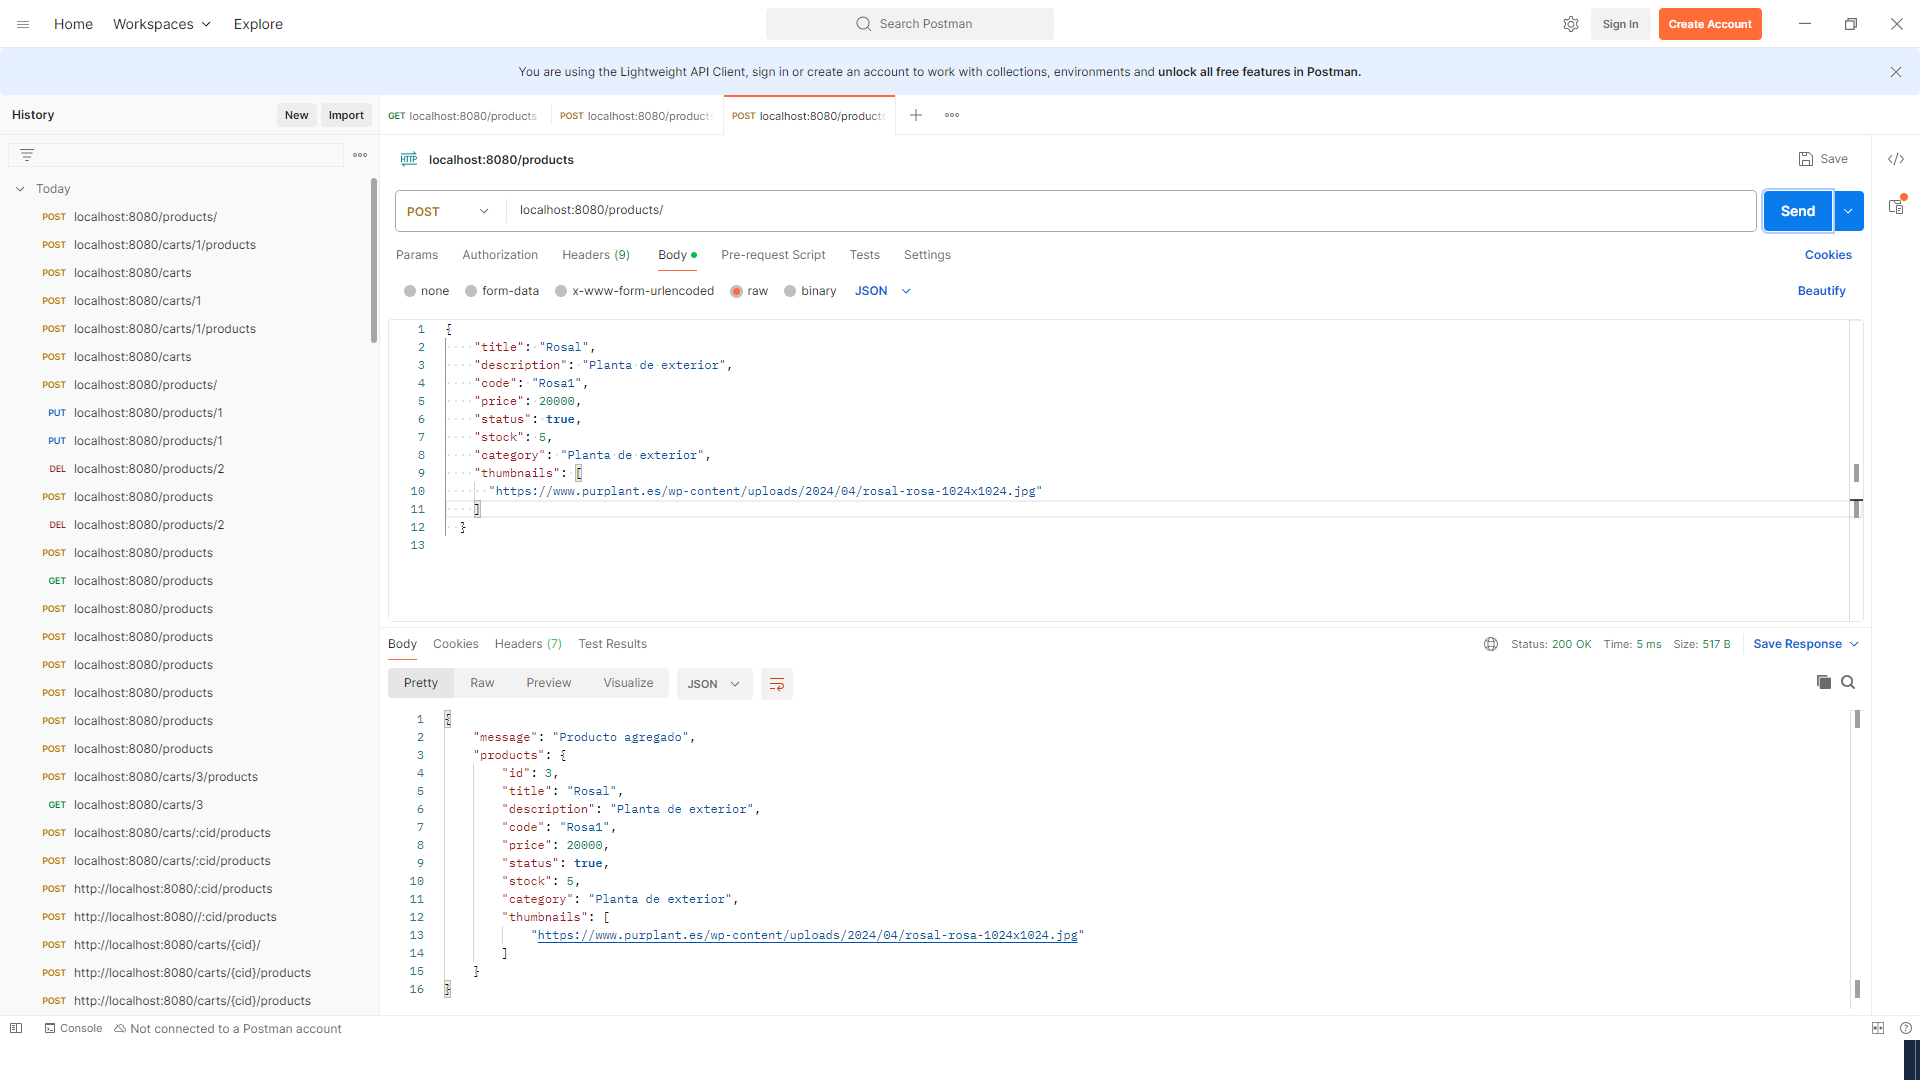 Home Workspaces Explore Search Postman Sign In Create Account
You are using the Lightweight API Client, sign in or create an account to work with collections, environments and unlock all free features in Postman.
History New Import
GET localhost:8080/products POST localhost:8080/products POST localhost:8080/products
HTTP localhost:8080/products Save
Today
POST localhost:8080/products/
POST localhost:8080/carts/1/products
POST localhost:8080/carts
POST localhost:8080/carts/1
POST localhost:8080/carts/1/products
POST localhost:8080/carts
POST localhost:8080/products/
PUT localhost:8080/products/1
PUT localhost:8080/products/1
DEL localhost:8080/products/2
POST localhost:8080/products
DEL localhost:8080/products/2
POST localhost:8080/products
GET localhost:8080/products
POST localhost:8080/products
POST localhost:8080/products
POST localhost:8080/products
POST localhost:8080/products
POST localhost:8080/products
POST localhost:8080/products
POST localhost:8080/carts/3/products
GET localhost:8080/carts/3
POST localhost:8080/carts/:cid/products
POST localhost:8080/carts/:cid/products
POST http://localhost:8080/:cid/products
POST http://localhost:8080//:cid/products
POST http://localhost:8080/carts/{cid}/
POST http://localhost:8080/carts/{cid}/products
POST http://localhost:8080/carts/{cid}/products
POST localhost:8080/products/ Send
Params Authorization Headers (9) Body Pre-request Script Tests Settings Cookies
none form-data x-www-form-urlencoded raw binary JSON Beautify
1 {
2 "title": "Rosal",
3 "description": "Planta de exterior",
4 "code": "Rosa1",
5 "price": 20000,
6 "status": true,
7 "stock": 5,
8 "category": "Planta de exterior",
9 "thumbnails": [
10 "https://www.purplant.es/wp-content/uploads/2024/04/rosal-rosa-1024x1024.jpg"
11 ]
12 }
13
Body Cookies Headers (7) Test Results Status: 200 OK Time: 5 ms Size: 517 B Save Response
Pretty Raw Preview Visualize JSON
1 {
2 "message": "Producto agregado",
3 "products": {
4 "id": 3,
5 "title": "Rosal",
6 "description": "Planta de exterior",
7 "code": "Rosa1",
8 "price": 20000,
9 "status": true,
10 "stock": 5,
11 "category": "Planta de exterior",
12 "thumbnails": [
13 "https://www.purplant.es/wp-content/uploads/2024/04/rosal-rosa-1024x1024.jpg"
14 ]
15 }
16 }
Console Not connected to a Postman account